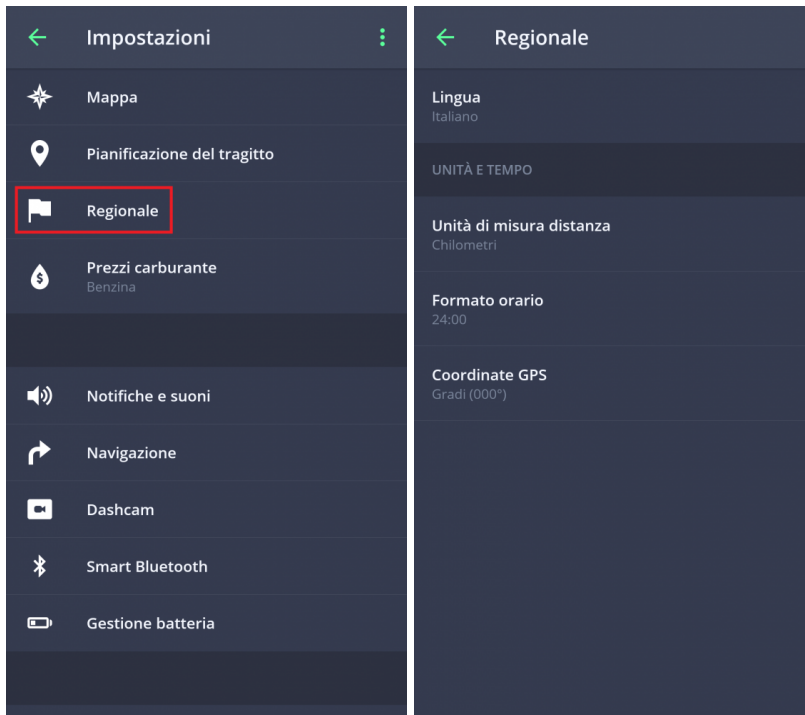 Impostazioni
Mappa
Pianificazione del tragitto
Regionale
Prezzi carburante
Benzina
Notifiche e suoni
Navigazione
Dashcam
Smart Bluetooth
Gestione batteria
Regionale
Lingua
Italiano
UNITÀ E TEMPO
Unità di misura distanza
Chilometri
Formato orario
24:00
Coordinate GPS
Gradi (000°)